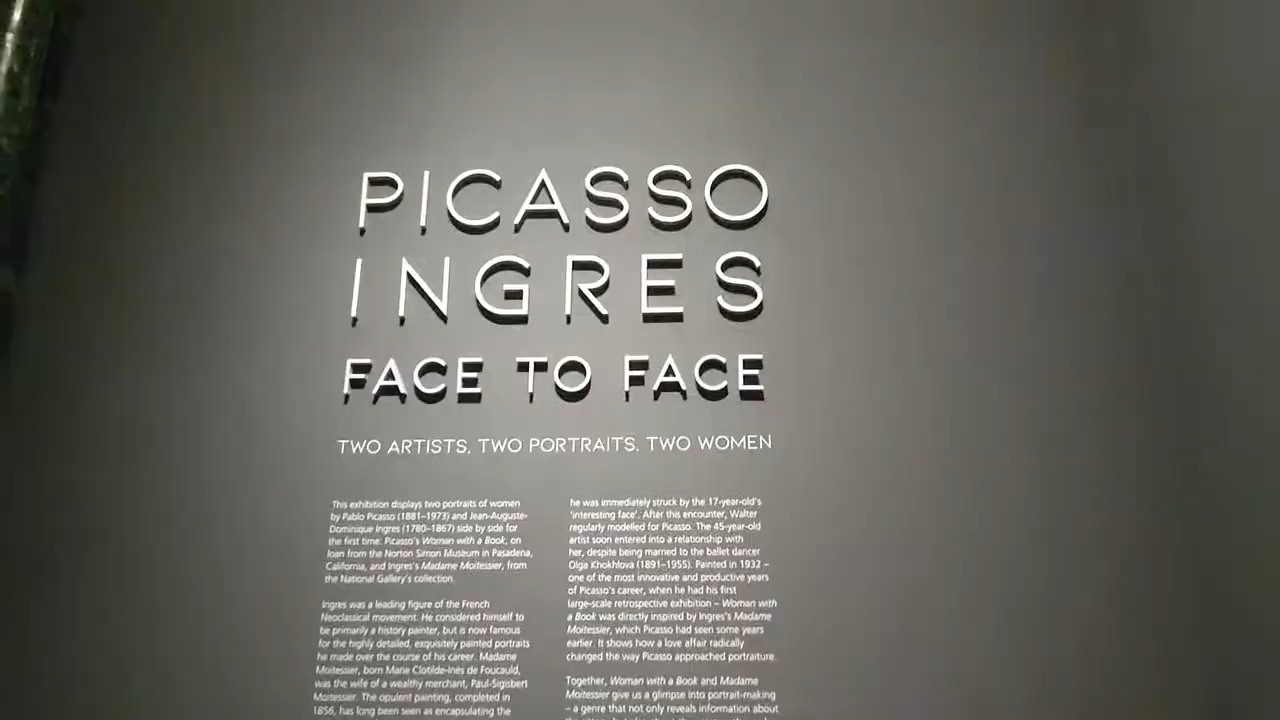 PICASSO
INGRES
FACE TO FACE
TWO ARTISTS, TWO PORTRAITS, TWO WOMEN
This exhibition displays two portraits of women
by Pablo Picasso (1881–1973) and Jean-Auguste-
Dominique Ingres (1780–1867) side by side for
the first time: Picasso's Woman with a Book, on
loan from the Norton Simon Museum in Pasadena,
California, and Ingres's Madame Moitessier, from
the National Gallery's collection.
Ingres was a leading figure of the French
Neoclassical movement. He considered himself to
be primarily a history painter, but is now famous
for the highly detailed, exquisitely painted portraits
he made over the course of his career. Madame
Moitessier, born Marie Clotilde-Inès de Foucauld,
was the wife of a wealthy merchant, Paul-Sigisbert
Moitessier. The opulent painting, completed in
1856, has long been seen as encapsulating the
he was immediately struck by the 17-year-old's
'interesting face'. After this encounter, Walter
regularly modelled for Picasso. The 45-year-old
artist soon entered into a relationship with
her, despite being married to the ballet dancer
Olga Khokhlova (1891–1955). Painted in 1932 –
one of the most innovative and productive years
of Picasso's career, when he had his first
large-scale retrospective exhibition – Woman with
a Book was directly inspired by Ingres's Madame
Moitessier, which Picasso had seen some years
earlier. It shows how a love affair radically
changed the way Picasso approached portraiture.
Together, Woman with a Book and Madame
Moitessier give us a glimpse into portrait-making
– a genre that not only reveals information about